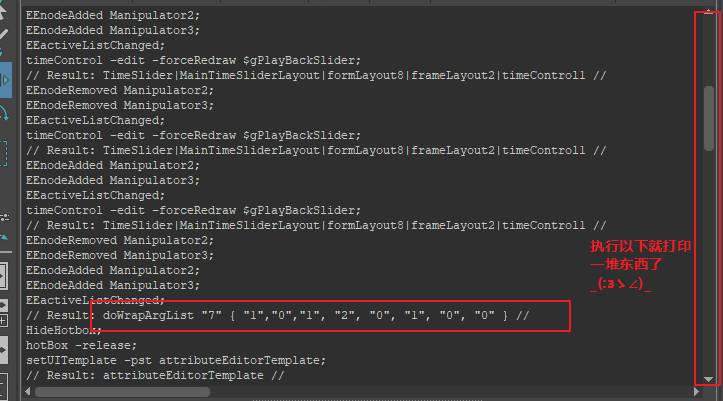 EEnodeAdded Manipulator2;
EEnodeAdded Manipulator3;
EEactiveListChanged;
timeControl -edit -forceRedraw $gPlayBackSlider;
// Result: TimeSlider|MainTimeSliderLayout|formLayout8|frameLayout2|timeControl1 //
EEnodeRemoved Manipulator2;
EEnodeRemoved Manipulator3;
EEactiveListChanged;
timeControl -edit -forceRedraw $gPlayBackSlider;
// Result: TimeSlider|MainTimeSliderLayout|formLayout8|frameLayout2|timeControl1 //
EEnodeAdded Manipulator2;
EEnodeAdded Manipulator3;
EEactiveListChanged;
timeControl -edit -forceRedraw $gPlayBackSlider;
// Result: TimeSlider|MainTimeSliderLayout|formLayout8|frameLayout2|timeControl1 //
EEnodeRemoved Manipulator2;
EEnodeRemoved Manipulator3;
EEnodeAdded Manipulator2;
EEnodeAdded Manipulator3;
EEactiveListChanged;
// Result: doWrapArgList "7" { "1","0","1", "2", "0", "1", "0", "0" } //
HideHotbox;
hotBox -release;
setUITemplate -pst attributeEditorTemplate;
// Result: attributeEditorTemplate //
执行以下就打印
一堆东西了
_(:з」∠)_